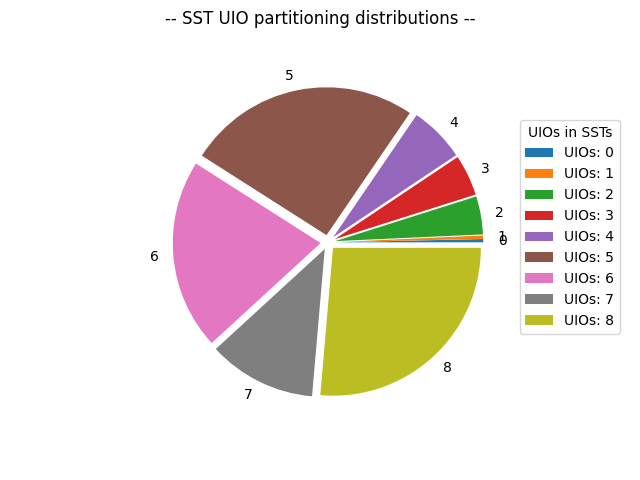 -- SST UIO partitioning distributions --
5
4
3
2
1
0
6
7
8
UIOs in SSTs
UIOs: 0
UIOs: 1
UIOs: 2
UIOs: 3
UIOs: 4
UIOs: 5
UIOs: 6
UIOs: 7
UIOs: 8